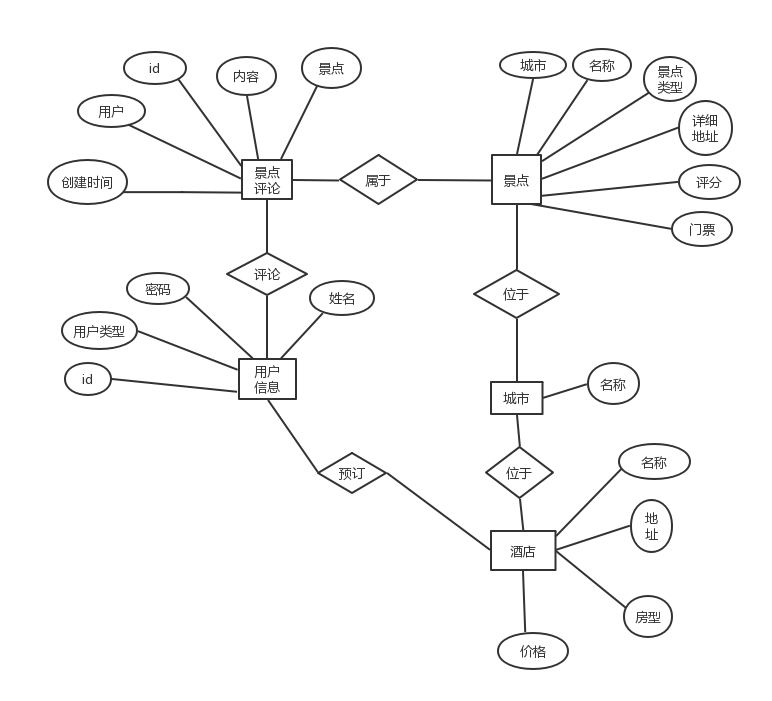 id
内容
景点
城市
名称
景点
类型
用户
详细
地址
创建时间
景点
评论
属于
景点
评分
门票
评论
密码
姓名
位于
用户类型
id
用户
信息
城市
名称
预订
位于
名称
地
址
酒店
房型
价格